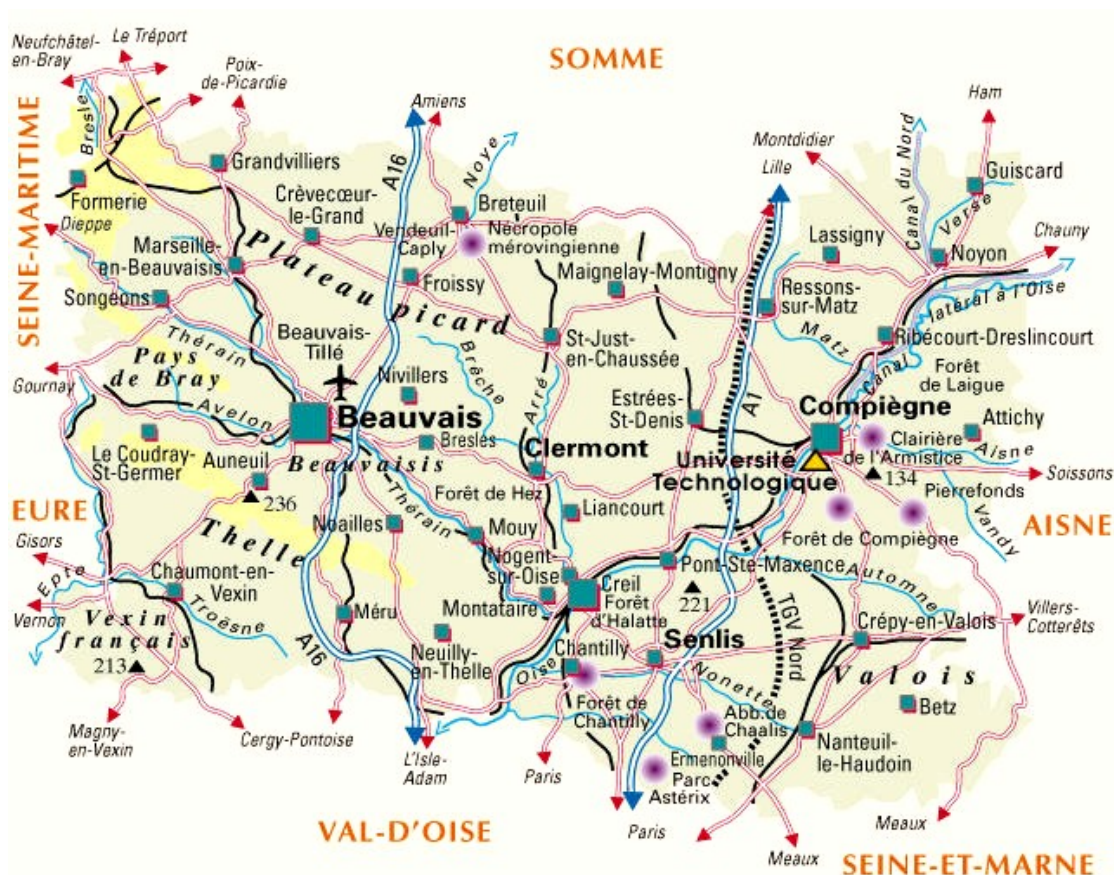 Neufchâtel-
en-Bray
Le Tréport
Poix-
de-Picardie
SOMME
Amiens
Ham
Montdidier
Lille
SEINE-MARITIME
Bresle
Grandvilliers
A16
Noye
Canal du Nord
Guiscard
Formerie
Crèvecœur-
le-Grand
Breteuil
Verse
Dieppe
Vendeuil-
Caply
Nécropole
mérovingienne
Lassigny
Chauny
Marseille-
en-Beauvaisis
Plateau picard
Noyon
Froissy
Maignelay-Montigny
Ressons-
sur-Matz
Songeons
latéral à l'Oise
Canal
Thérain
Beauvais-
Tillé
St-Just-
en-Chaussée
Matz
Ribécourt-Dreslincourt
Pays
de Bray
Brêche
Forêt
de Laigue
Gournay
Nivillers
Arré
A1
Estrées-
St-Denis
Compiègne
Attichy
Avelon
Beauvais
Bresles
Clermont
Clairière
de l'Armistice
Aisne
Le Coudray-
St-Germer
Auneuil
Beauvaisis
Université
Technologique
134
Soissons
236
Forêt de Hez
Pierrefonds
EURE
Thérain
Liancourt
AISNE
Vandy
Thelle
Noailles
Mouy
Forêt de Compiègne
Gisors
Nogent-
sur-Oise
Pont-Ste-Maxence
Epte
Chaumont-en-
Vexin
Creil
Automne
Montataire
Forêt
d'Halatte
221
Vernon
Troësne
Méru
TGV Nord
Villers-
Cotterêts
Vexin
français
Crépy-en-Valois
213
A16
Neuilly-
en-Thelle
Chantilly
Senlis
Oise
Nonette
Valois
Forêt de
Chantilly
Abb. de
Chaalis
Betz
Magny-
en-Vexin
Cergy-Pontoise
L'Isle-
Adam
Paris
Ermenonville
Nanteuil-
le-Haudoin
Parc
Astérix
Paris
Meaux
VAL-D'OISE
Meaux
SEINE-ET-MARNE